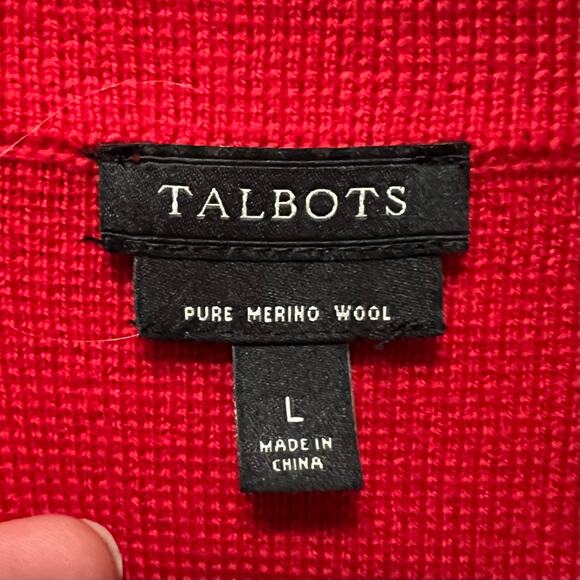 TALBOTS
PURE MERINO WOOL
L
MADE IN
CHINA